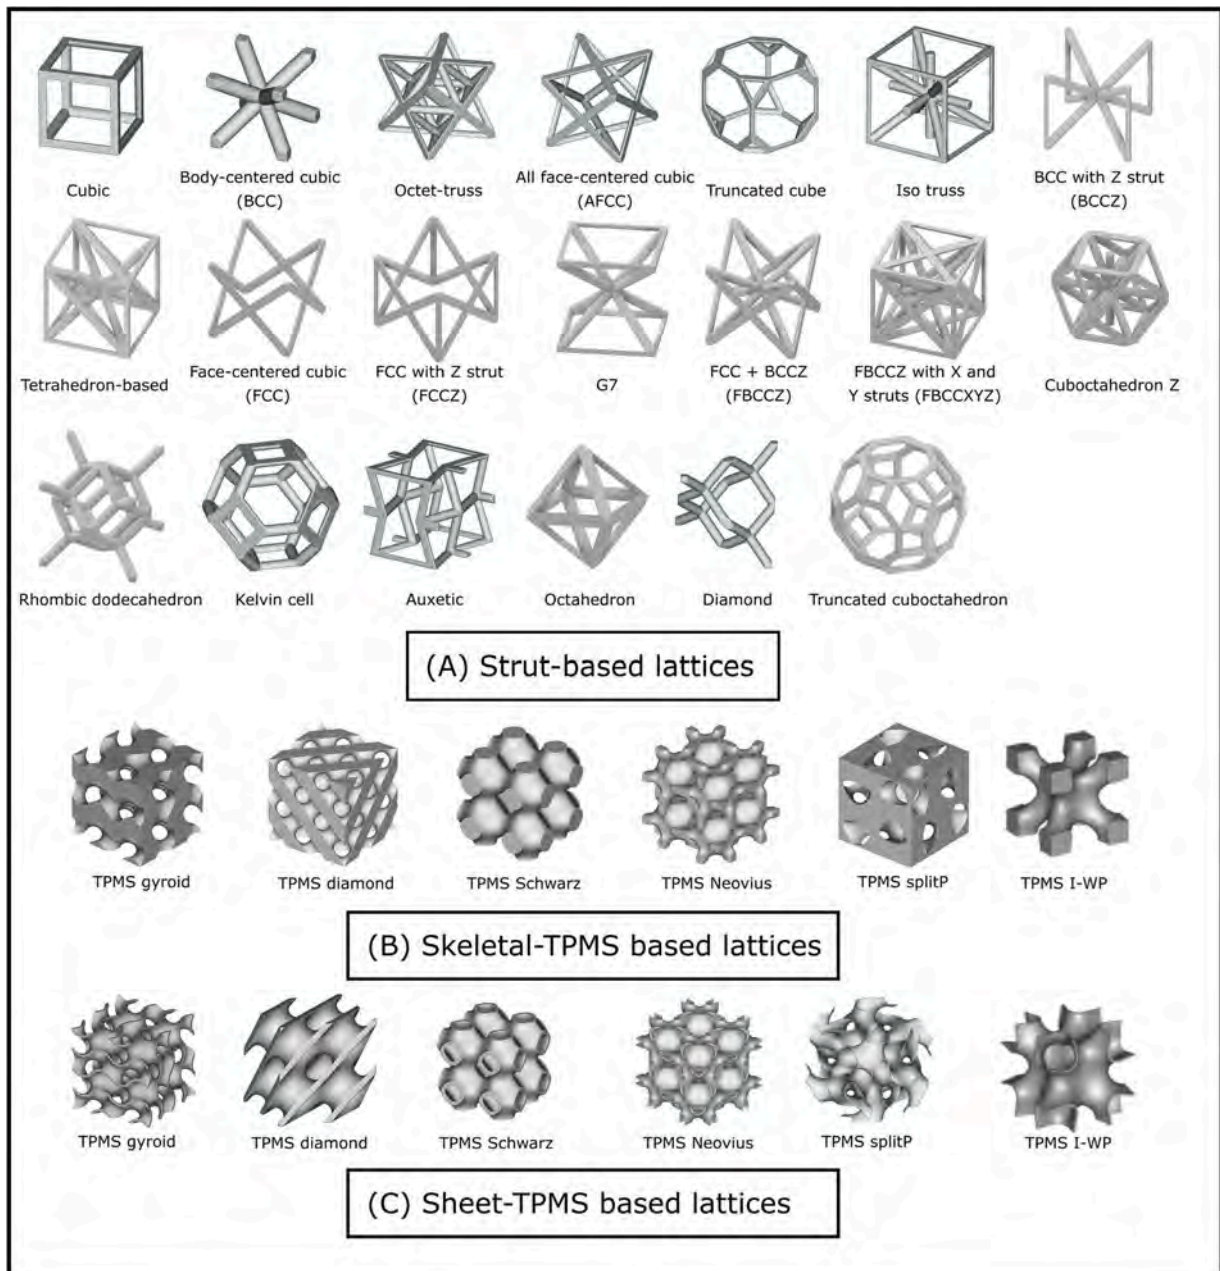 Cubic
Body-centered cubic
(BCC)
Octet-truss
All face-centered cubic
(AFCC)
Truncated cube
Iso truss
BCC with Z strut
(BCCZ)
Tetrahedron-based
Face-centered cubic
(FCC)
FCC with Z strut
(FCCZ)
G7
FCC + BCCZ
(FBCCZ)
FBCCZ with X and
Y struts (FBCCXYZ)
Cuboctahedron Z
Rhombic dodecahedron
Kelvin cell
Auxetic
Octahedron
Diamond
Truncated cuboctahedron
(A) Strut-based lattices
TPMS gyroid
TPMS diamond
TPMS Schwarz
TPMS Neovius
TPMS splitP
TPMS I-WP
(B) Skeletal-TPMS based lattices
TPMS gyroid
TPMS diamond
TPMS Schwarz
TPMS Neovius
TPMS splitP
TPMS I-WP
(C) Sheet-TPMS based lattices